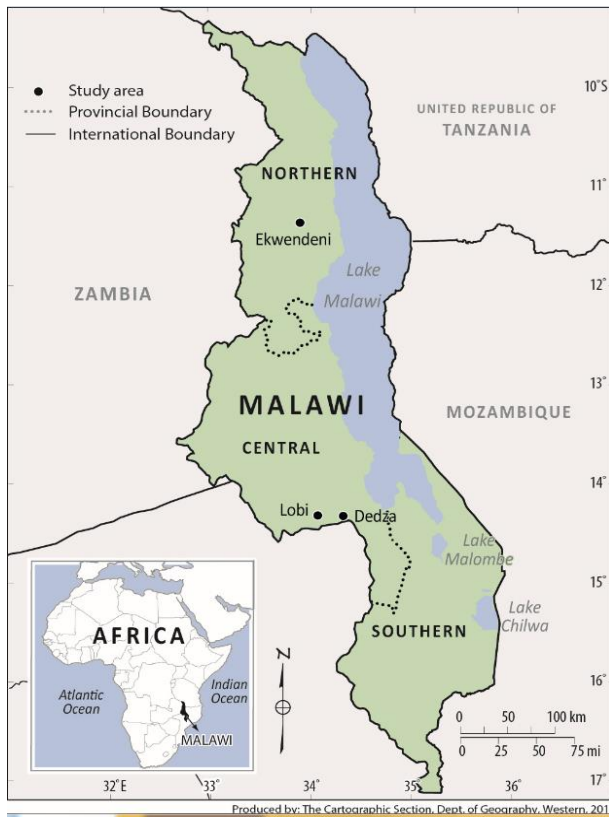 Study area
Provincial Boundary
International Boundary
10°S
UNITED REPUBLIC OF
TANZANIA
NORTHERN
11°
Ekwendeni
Lake
Malawi
ZAMBIA
12°
13°
MALAWI
MOZAMBIQUE
CENTRAL
14°
Lobi
Dedza
Lake
Malombe
15°
Lake
Chilwa
SOUTHERN
AFRICA
Atlantic
Ocean
Indian
Ocean
MALAWI
N
16°
0 50 100 km
0 25 50 75 mi
17°
32°E 33° 34° 35° 36°
Produced by: The Cartographic Section, Dept. of Geography, Western, 201